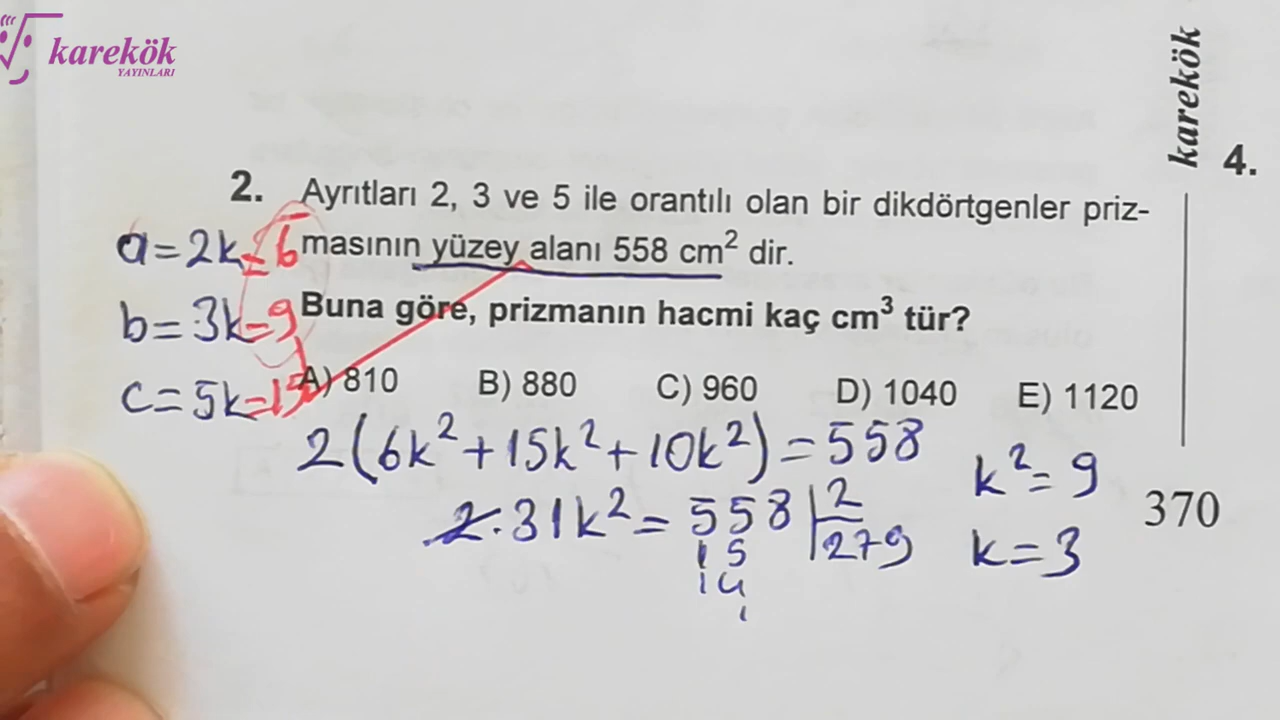 karekök
YAYINLARI
karekök
4.
2. Ayrıtları 2, 3 ve 5 ile orantılı olan bir dikdörtgenler priz-
masının yüzey alanı 558 cm² dir.
Buna göre, prizmanın hacmi kaç cm³ tür?
a=2k=6
b=3k=9
c=5k=15
A) 810 B) 880 C) 960 D) 1040 E) 1120
2(6k²+15k²+10k²)=558
2.31k²=558 | 2
279
15
14
k²=9
k=3
370